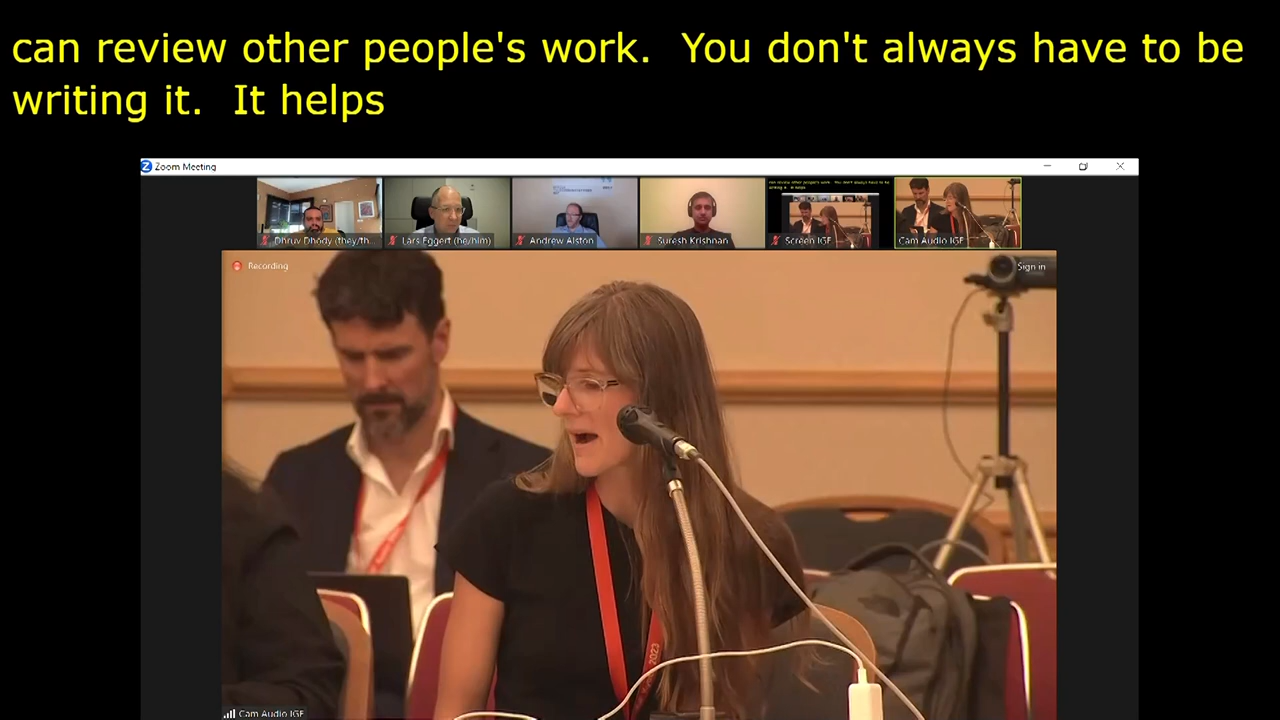 can review other people's work.  You don't always have to be
writing it.  It helps
Zoom Meeting
Dhruv Dhody (they/th...
Lars Eggert (he/him)
Andrew Alston
Suresh Krishnan
Screen IGF
Cam Audio IGF
Recording
Sign in
2023
Cam Audio IGF